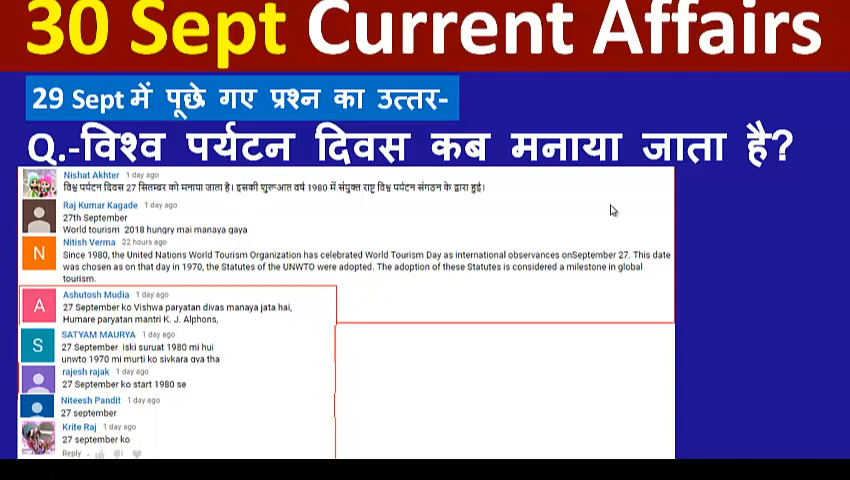 30 Sept Current Affairs
29 Sept में पूछे गए प्रश्न का उत्तर-
Q.-विश्व पर्यटन दिवस कब मनाया जाता है?
Nishat Akhter 1 day ago
विश्व पर्यटन दिवस 27 सितम्बर को मनाया जाता है। इसकी शुरूआत वर्ष 1980 में संयुक्त राष्ट्र विश्व पर्यटन संगठन के द्वारा हुई।
Raj Kumar Kagade 1 day ago
27th September
World tourism 2018 hungry mai manaya gaya
N
Nitish Verma 22 hours ago
Since 1980, the United Nations World Tourism Organization has celebrated World Tourism Day as international observances onSeptember 27. This date
was chosen as on that day in 1970, the Statutes of the UNWTO were adopted. The adoption of these Statutes is considered a milestone in global
tourism.
A
Ashutosh Mudia 1 day ago
27 September ko Vishwa paryatan divas manaya jata hai,
Humare paryatan mantri K. J. Alphons,
S
SATYAM MAURYA 1 day ago
27 September iski suruat 1980 mi hui
unwto 1970 mi murti ko sivkara gya tha
rajesh rajak 1 day ago
27 September ko start 1980 se
Niteesh Pandit 1 day ago
27 september
Krite Raj 1 day ago
27 september ko
Reply